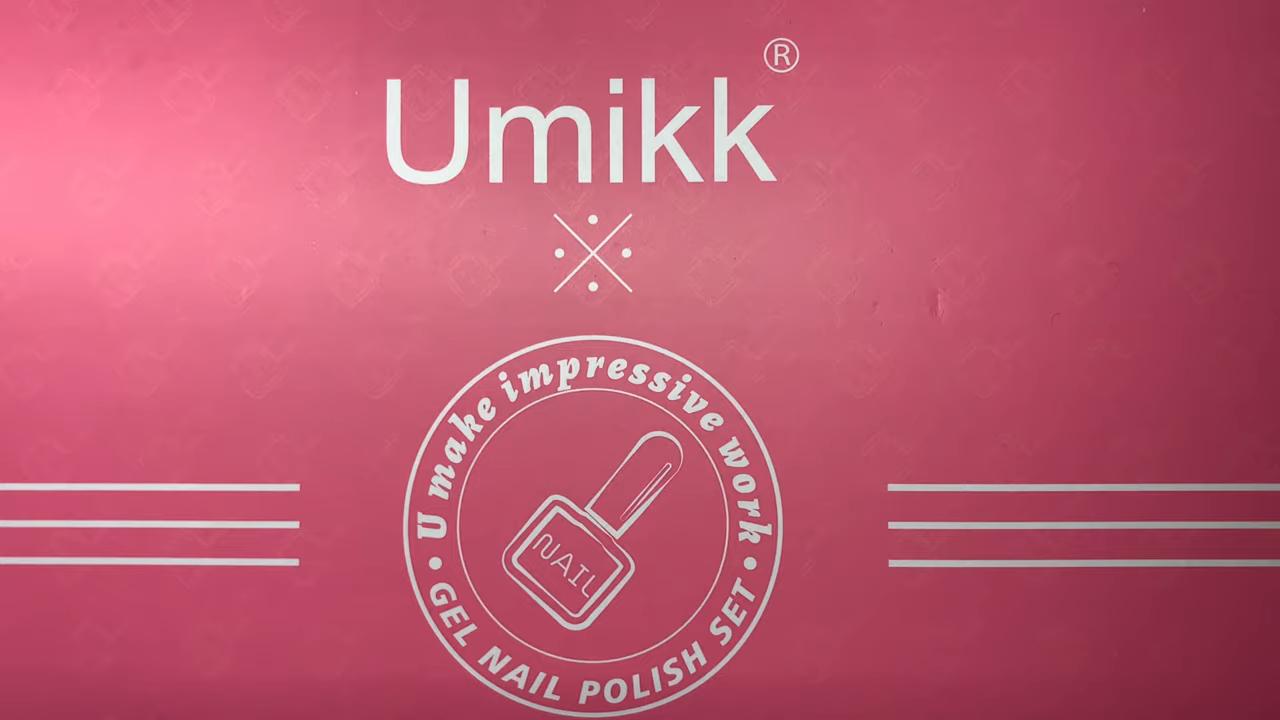 Umikk®
U make impressive work
NAIL
• GEL NAIL POLISH SET •